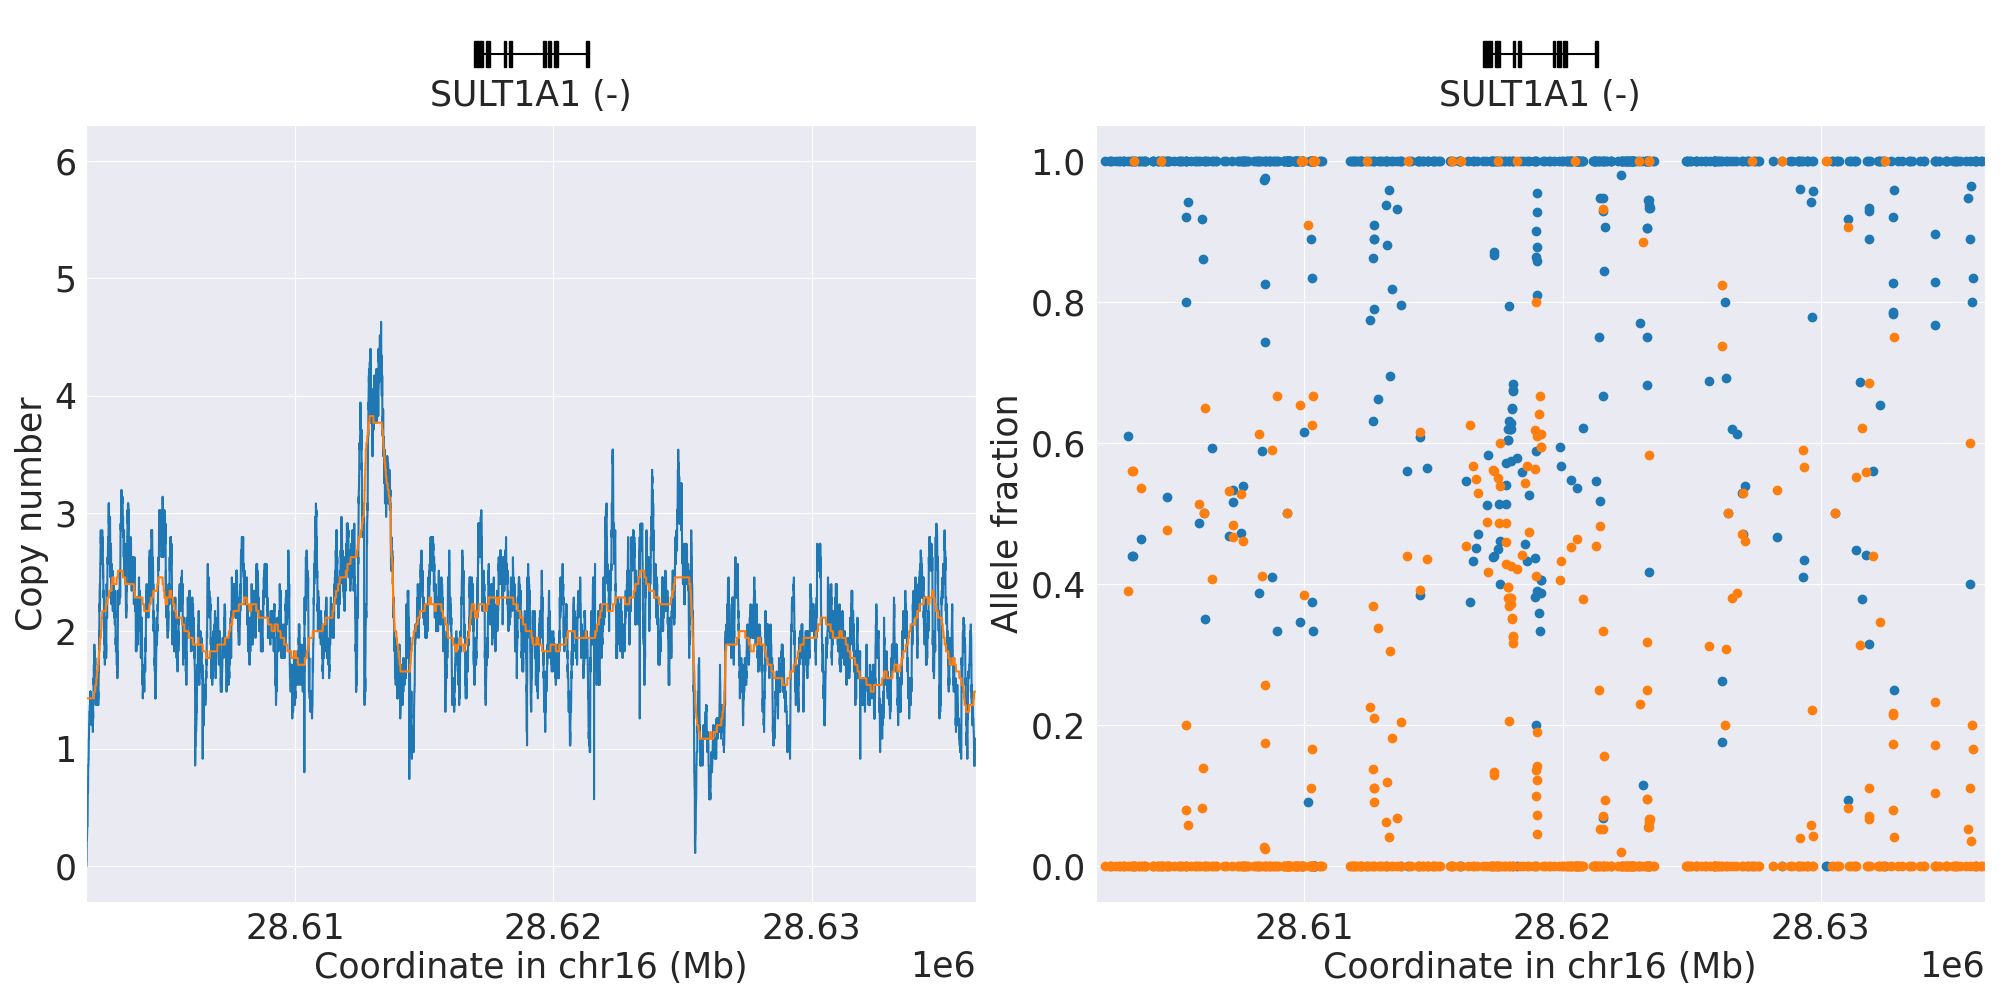 SULT1A1 (-)
6
5
4
3
2
1
0
Copy number
28.61
28.62
28.63
Coordinate in chr16 (Mb)
1e6
SULT1A1 (-)
1.0
0.8
0.6
0.4
0.2
0.0
Allele fraction
28.61
28.62
28.63
Coordinate in chr16 (Mb)
1e6